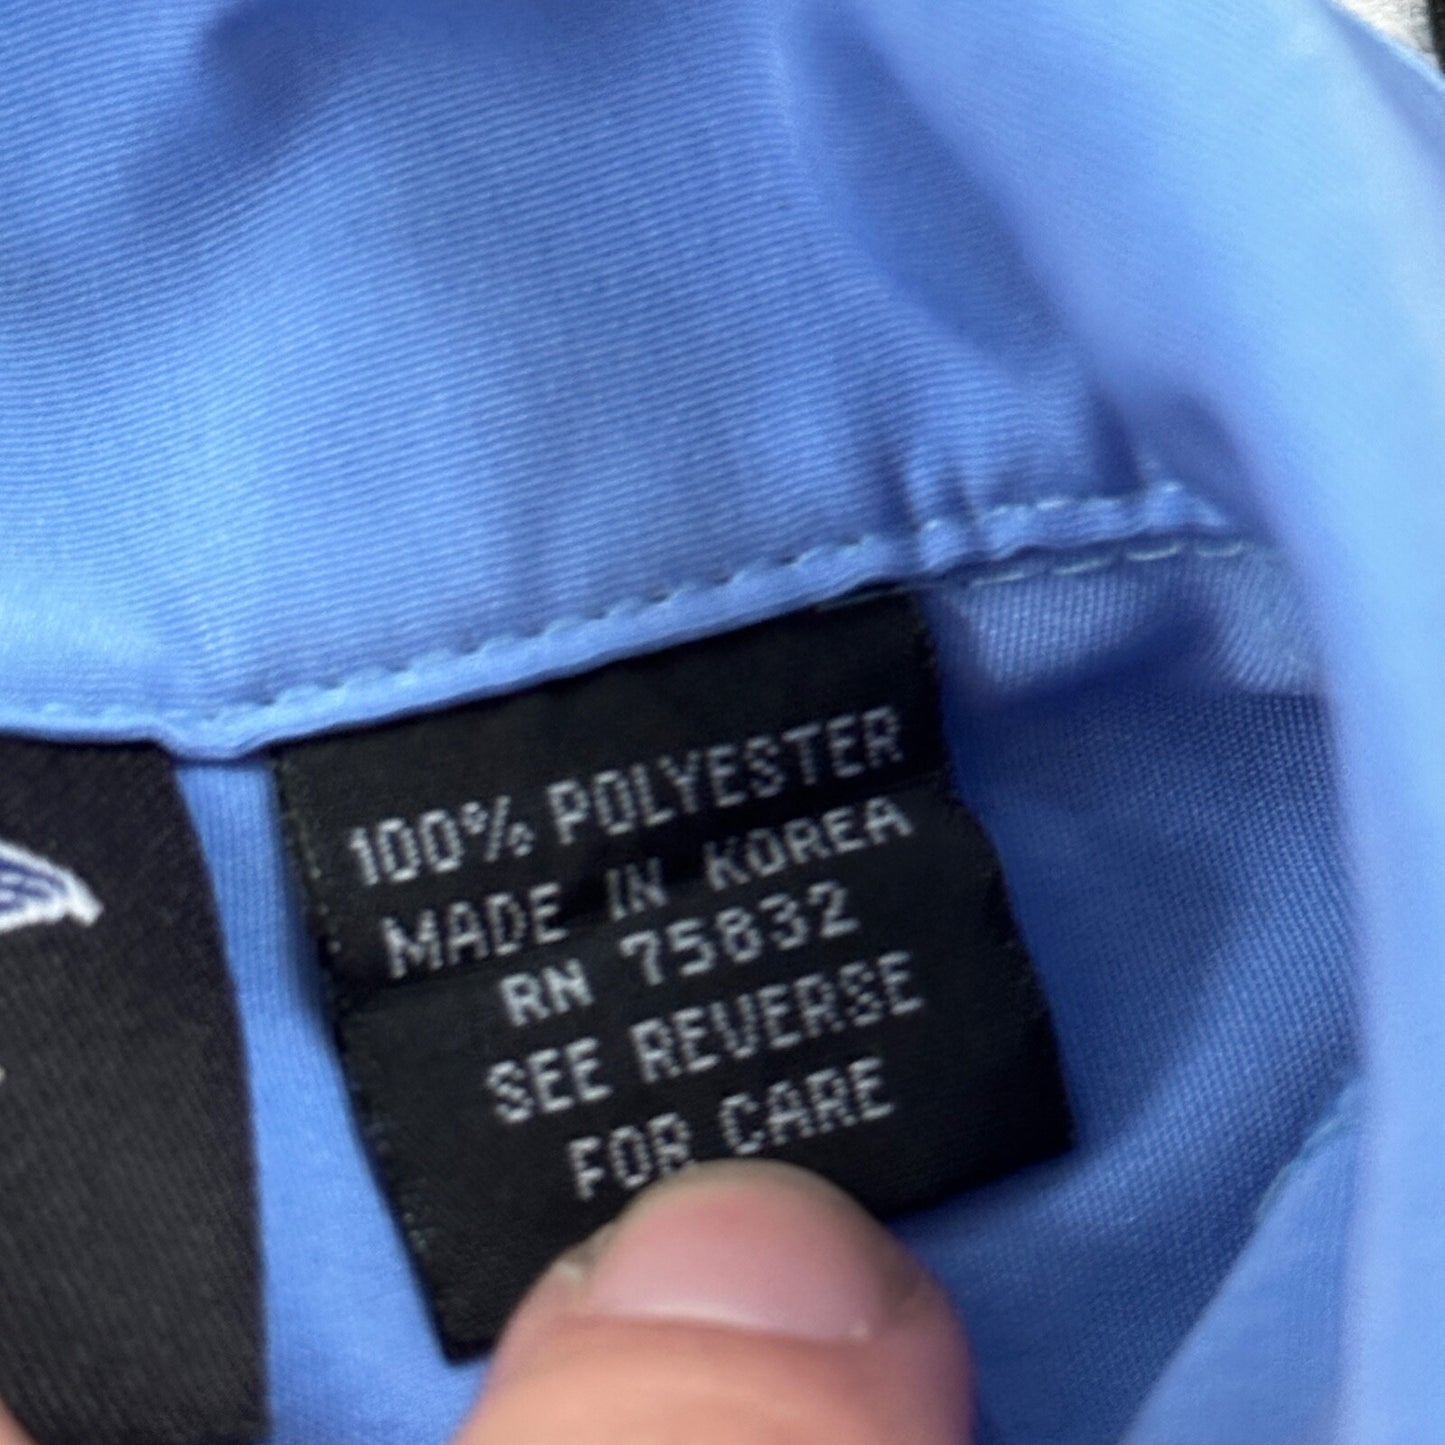 100% POLYESTER
MADE IN KOREA
RN 75832
SEE REVERSE
FOR CARE